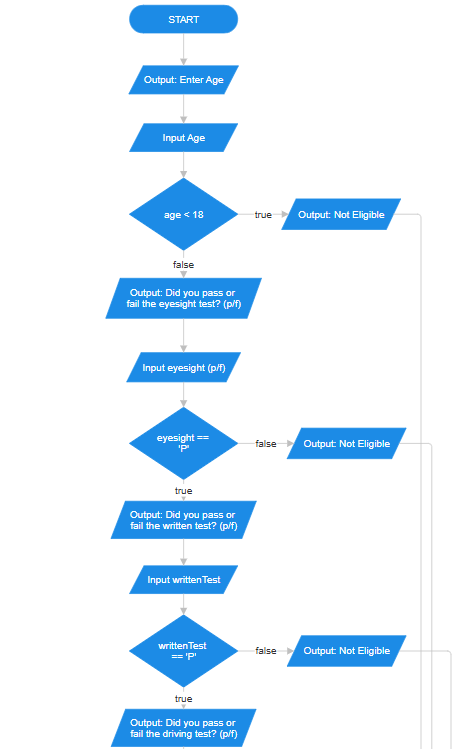 START
Output: Enter Age
Input Age
age < 18
true
Output: Not Eligible
false
Output: Did you pass or
fail the eyesight test? (p/f)
Input eyesight (p/f)
eyesight ==
'P'
false
Output: Not Eligible
true
Output: Did you pass or
fail the written test? (p/f)
Input writtenTest
writtenTest
== 'P'
false
Output: Not Eligible
true
Output: Did you pass or
fail the driving test? (p/f)